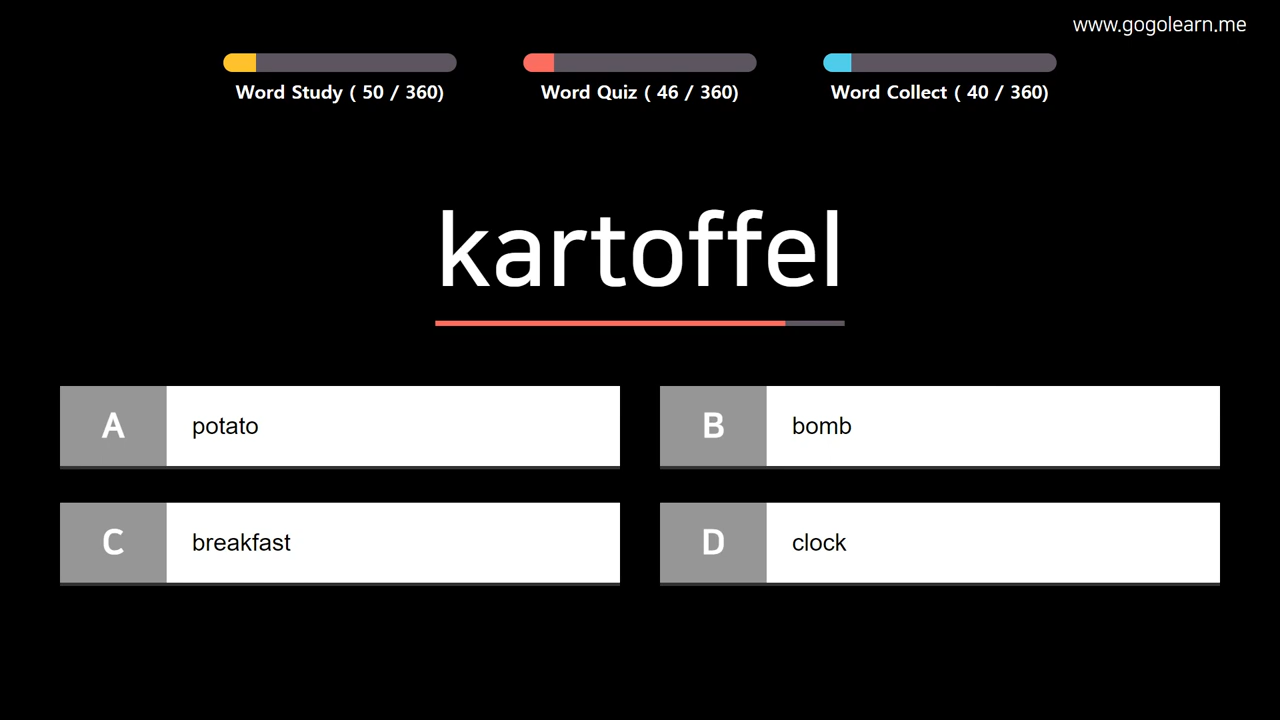 www.gogolearn.me
Word Study ( 50 / 360)
Word Quiz ( 46 / 360)
Word Collect ( 40 / 360)
kartoffel
A potato
B bomb
C breakfast
D clock